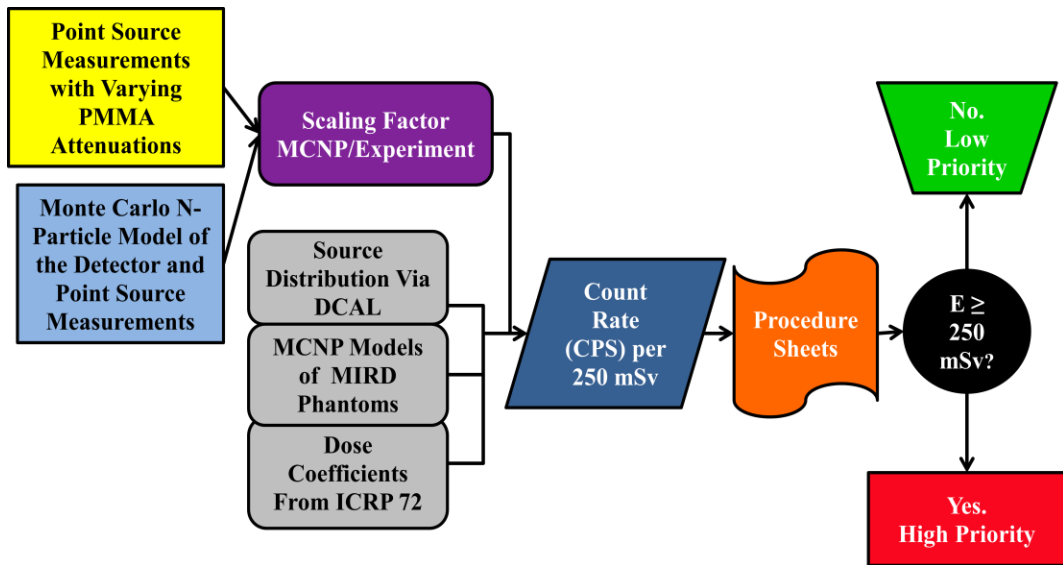 Point Source
Measurements
with Varying
PMMA
Attenuations
Monte Carlo N-
Particle Model of
the Detector and
Point Source
Measurements
Scaling Factor
MCNP/Experiment
Source
Distribution Via
DCAL
MCNP Models
of MIRD
Phantoms
Dose
Coefficients
From ICRP 72
Count
Rate
(CPS) per
250 mSv
Procedure
Sheets
E ≥
250
mSv?
No.
Low
Priority
Yes.
High Priority